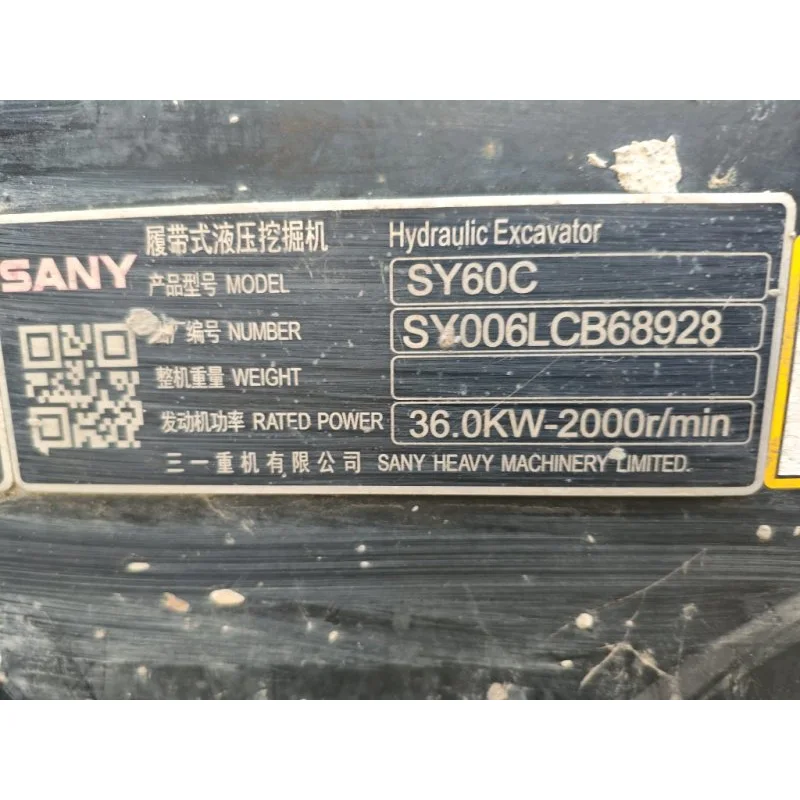 履带式液压挖掘机 Hydraulic Excavator
SANY
产品型号 MODEL SY60C
编号 NUMBER SY006LCB68928
整机重量 WEIGHT
发动机功率 RATED POWER 36.0KW-2000r/min
三一重机有限公司 SANY HEAVY MACHINERY LIMITED.